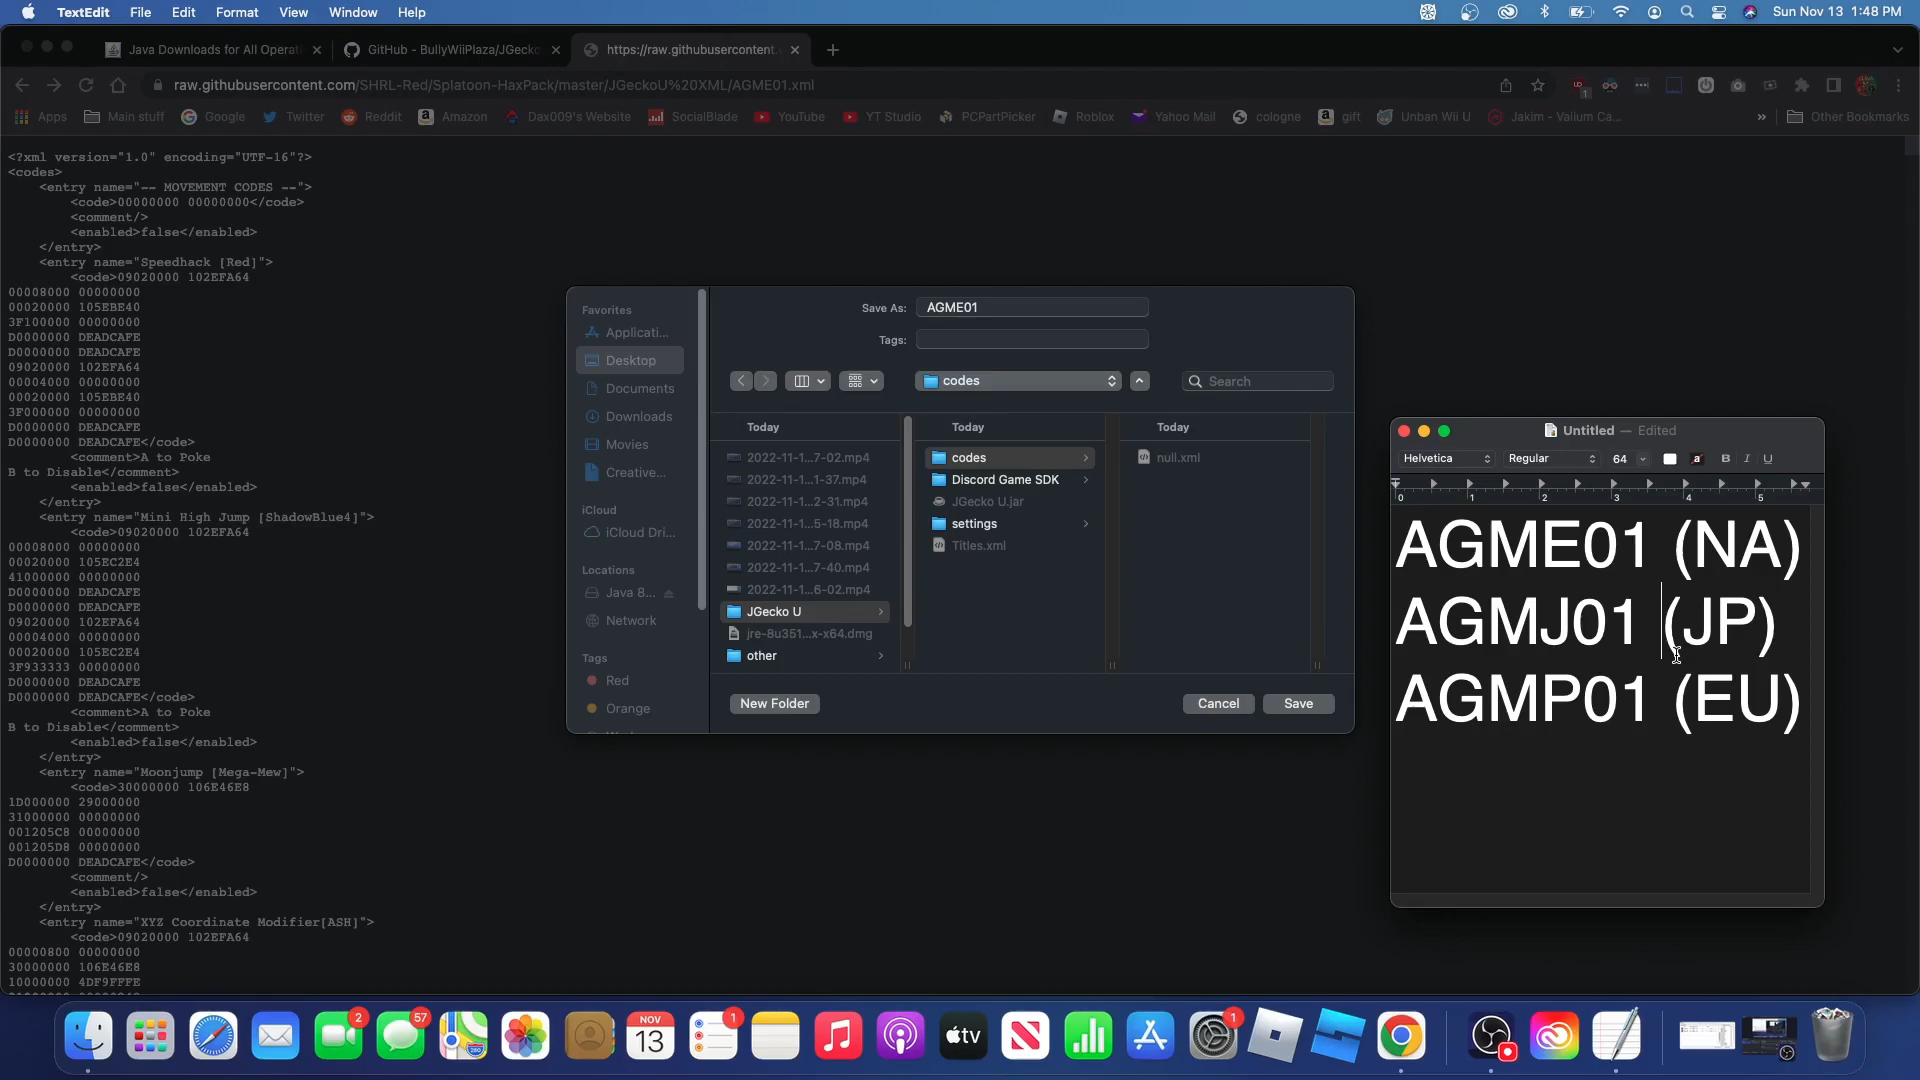 TextEdit File Edit Format View Window Help
Sun Nov 13 1:48 PM
Java Downloads for All Operati
GitHub - BullyWiiPlaza/JGecko
https://raw.githubusercontent.
raw.githubusercontent.com/SHRL-Red/Splatoon-HaxPack/master/JGeckoU%20XML/AGME01.xml
1
Apps Main stuff Google Twitter Reddit Amazon Dax009's Website SocialBlade YouTube YT Studio PCPartPicker Roblox Yahoo Mail cologne gift Unban Wii U Jakim - Valium Ca... » Other Bookmarks
<?xml version="1.0" encoding="UTF-16"?>
<codes>
<entry name="-- MOVEMENT CODES --">
<code>00000000 00000000</code>
<comment/>
<enabled>false</enabled>
</entry>
<entry name="Speedhack [Red]">
<code>09020000 102EFA64
00008000 00000000
00020000 105EBE40
3F100000 00000000
D0000000 DEADCAFE
D0000000 DEADCAFE
09020000 102EFA64
00004000 00000000
00020000 105EBE40
3F000000 00000000
D0000000 DEADCAFE
D0000000 DEADCAFE</code>
<comment>A to Poke
B to Disable</comment>
<enabled>false</enabled>
</entry>
<entry name="Mini High Jump [ShadowBlue4]">
<code>09020000 102EFA64
00008000 00000000
00020000 105EC2E4
41000000 00000000
D0000000 DEADCAFE
D0000000 DEADCAFE
09020000 102EFA64
00004000 00000000
00020000 105EC2E4
3F933333 00000000
D0000000 DEADCAFE
D0000000 DEADCAFE</code>
<comment>A to Poke
B to Disable</comment>
<enabled>false</enabled>
</entry>
<entry name="Moonjump [Mega-Mew]">
<code>30000000 106E46E8
1D000000 29000000
31000000 00000000
001205C8 00000000
001205D8 00000000
D0000000 DEADCAFE</code>
<comment/>
<enabled>false</enabled>
</entry>
<entry name="XYZ Coordinate Modifier[ASH]">
<code>09020000 102EFA64
00000800 00000000
30000000 106E46E8
10000000 4DF9FFFE
Favorites
Applicati...
Desktop
Documents
Downloads
Movies
Creative...
iCloud
iCloud Dri...
Locations
Java 8...
Network
Tags
Red
Orange
Save As: AGME01
Tags:
codes
Search
Today
2022-11-1...7-02.mp4
2022-11-1...1-37.mp4
2022-11-1...2-31.mp4
2022-11-1...5-18.mp4
2022-11-1...7-08.mp4
2022-11-1...7-40.mp4
2022-11-1...6-02.mp4
JGecko U
jre-8u351...x-x64.dmg
other
Today
codes
Discord Game SDK
JGecko U.jar
settings
Titles.xml
Today
null.xml
New Folder
Cancel
Save
Untitled — Edited
Helvetica Regular 64 a B I U
0 1 2 3 4 5
AGME01 (NA)
AGMJ01 (JP)
AGMP01 (EU)
2
57
NOV
13
1
tv
1